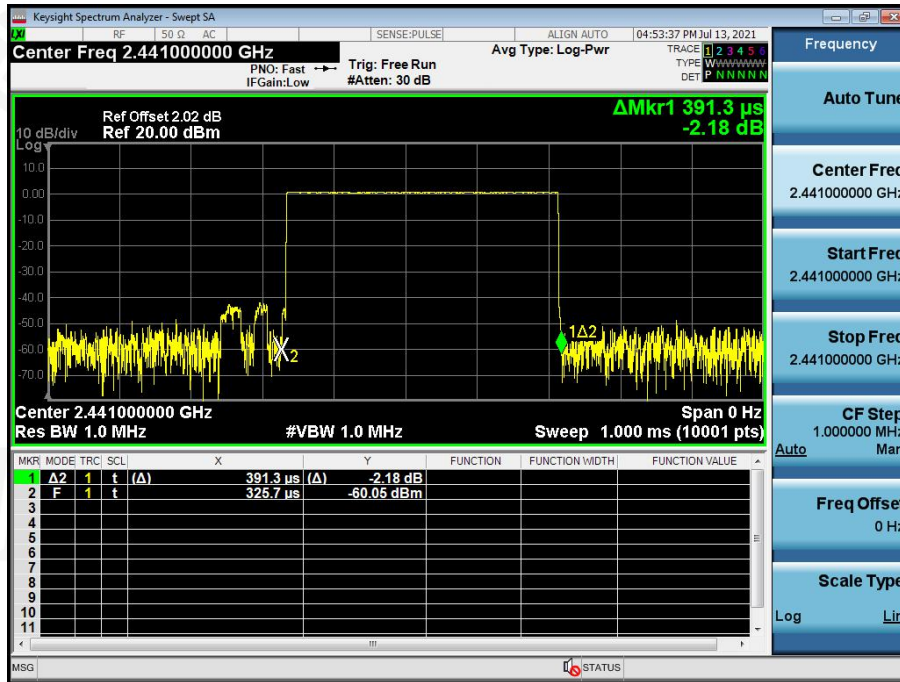 Keysight Spectrum Analyzer - Swept SA
LXI RF 50 Ω AC SENSE:PULSE ALIGN AUTO 04:53:37 PM Jul 13, 2021
Center Freq 2.441000000 GHz Avg Type: Log-Pwr TRACE 1 2 3 4 5 6
PNO: Fast Trig: Free Run TYPE WWWWWWW
IFGain:Low #Atten: 30 dB DET P N N N N N
Frequency
Auto Tune
Center Freq
2.441000000 GHz
Start Freq
2.441000000 GHz
Stop Freq
2.441000000 GHz
CF Step
1.000000 MHz
Auto Man
Freq Offset
0 Hz
Scale Type
Log Lin
ΔMkr1 391.3 µs
-2.18 dB
Ref Offset 2.02 dB
10 dB/div Ref 20.00 dBm
Log
10.0
0.00
-10.0
-20.0
-30.0
-40.0
-50.0
-60.0
-70.0
X2
1Δ2
Center 2.441000000 GHz Span 0 Hz
Res BW 1.0 MHz #VBW 1.0 MHz Sweep 1.000 ms (10001 pts)
MKR MODE TRC SCL X Y FUNCTION FUNCTION WIDTH FUNCTION VALUE
1 Δ2 1 t (Δ) 391.3 µs (Δ) -2.18 dB
2 F 1 t 325.7 µs -60.05 dBm
3
4
5
6
7
8
9
10
11
MSG STATUS